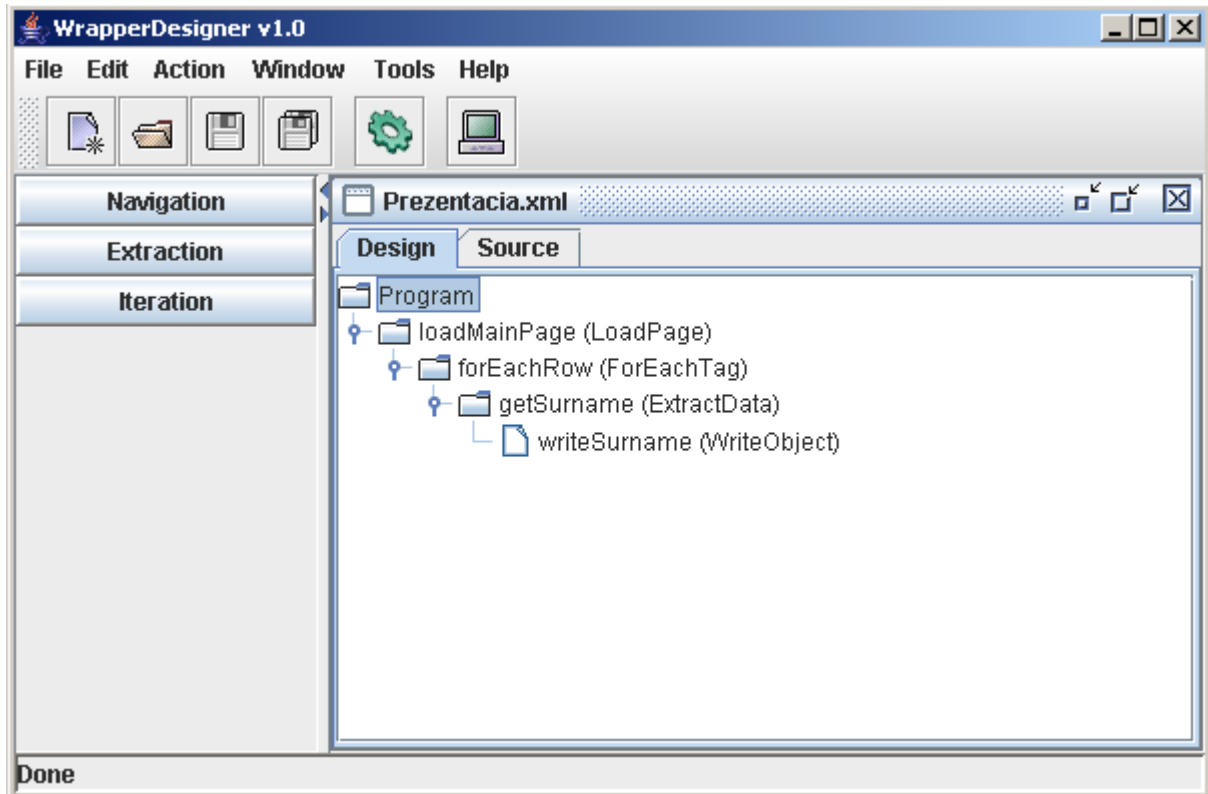 WrapperDesigner v1.0
File Edit Action Window Tools Help
Navigation
Extraction
Iteration
Prezentacia.xml
Design Source
Program
loadMainPage (LoadPage)
forEachRow (ForEachTag)
getSurname (ExtractData)
writeSurname (WriteObject)
Done